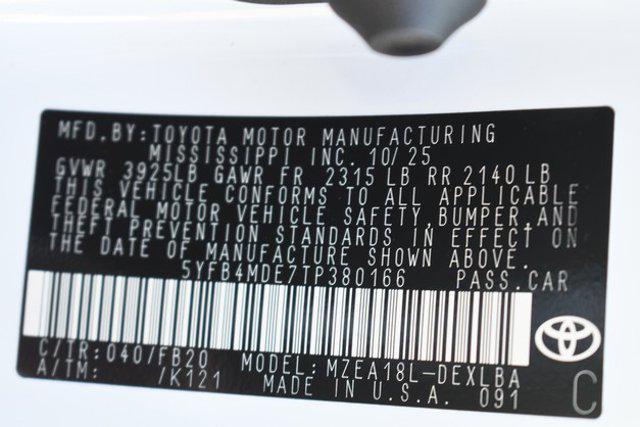 MFD. BY: TOYOTA MOTOR MANUFACTURING
MISSISSIPPI INC. 10/25
GVWR 3925LB GAWR FR 2315 LB RR 2140 LB
THIS VEHICLE CONFORMS TO ALL APPLICABLE
FEDERAL MOTOR VEHICLE SAFETY, BUMPER, AND
THEFT PREVENTION STANDARDS IN EFFECT ON
THE DATE OF MANUFACTURE SHOWN ABOVE.
5YFB4MDE7TP380166 PASS. CAR
C/TR: 040/FB20 MODEL: MZEA18L-DEXLBA
A/TM: /K121 MADE IN U.S.A. 091
C